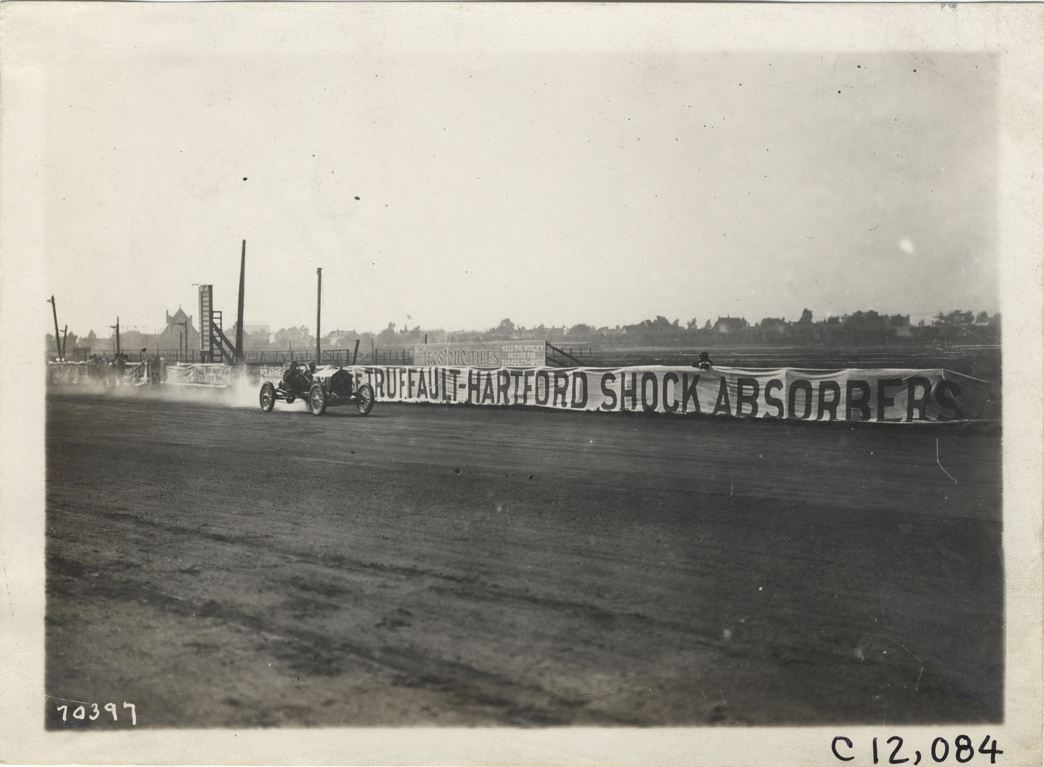 TRUFFAULT-HARTFORD SHOCK ABSORBERS
70397
C 12,084